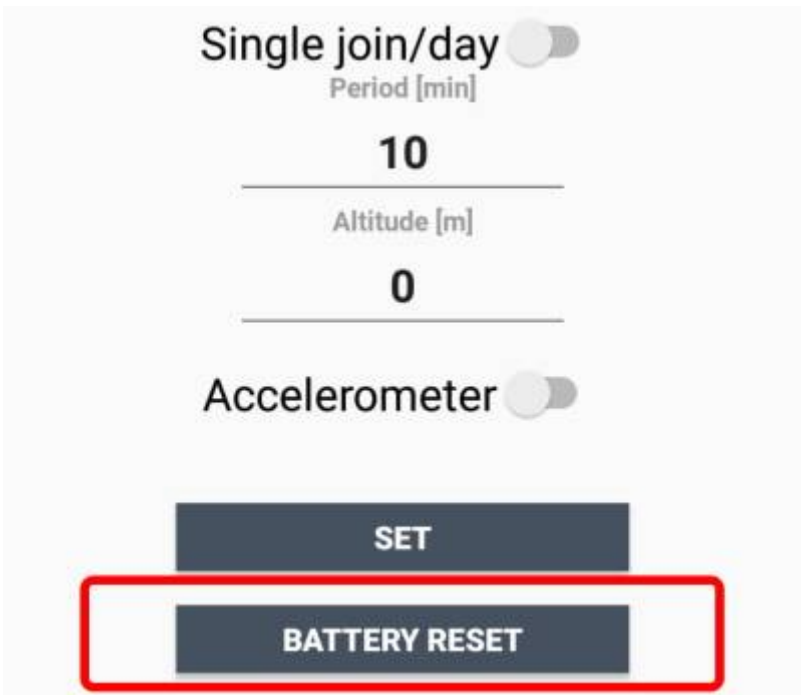 Single join/day
Period [min]
10
Altitude [m]
0
Accelerometer
SET
BATTERY RESET